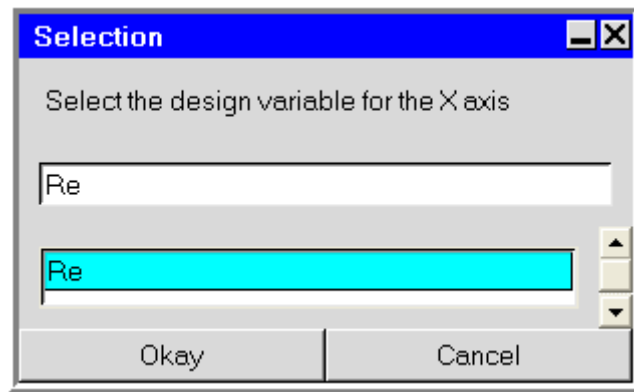 Selection
Select the design variable for the X axis
Re
Re
Okay Cancel